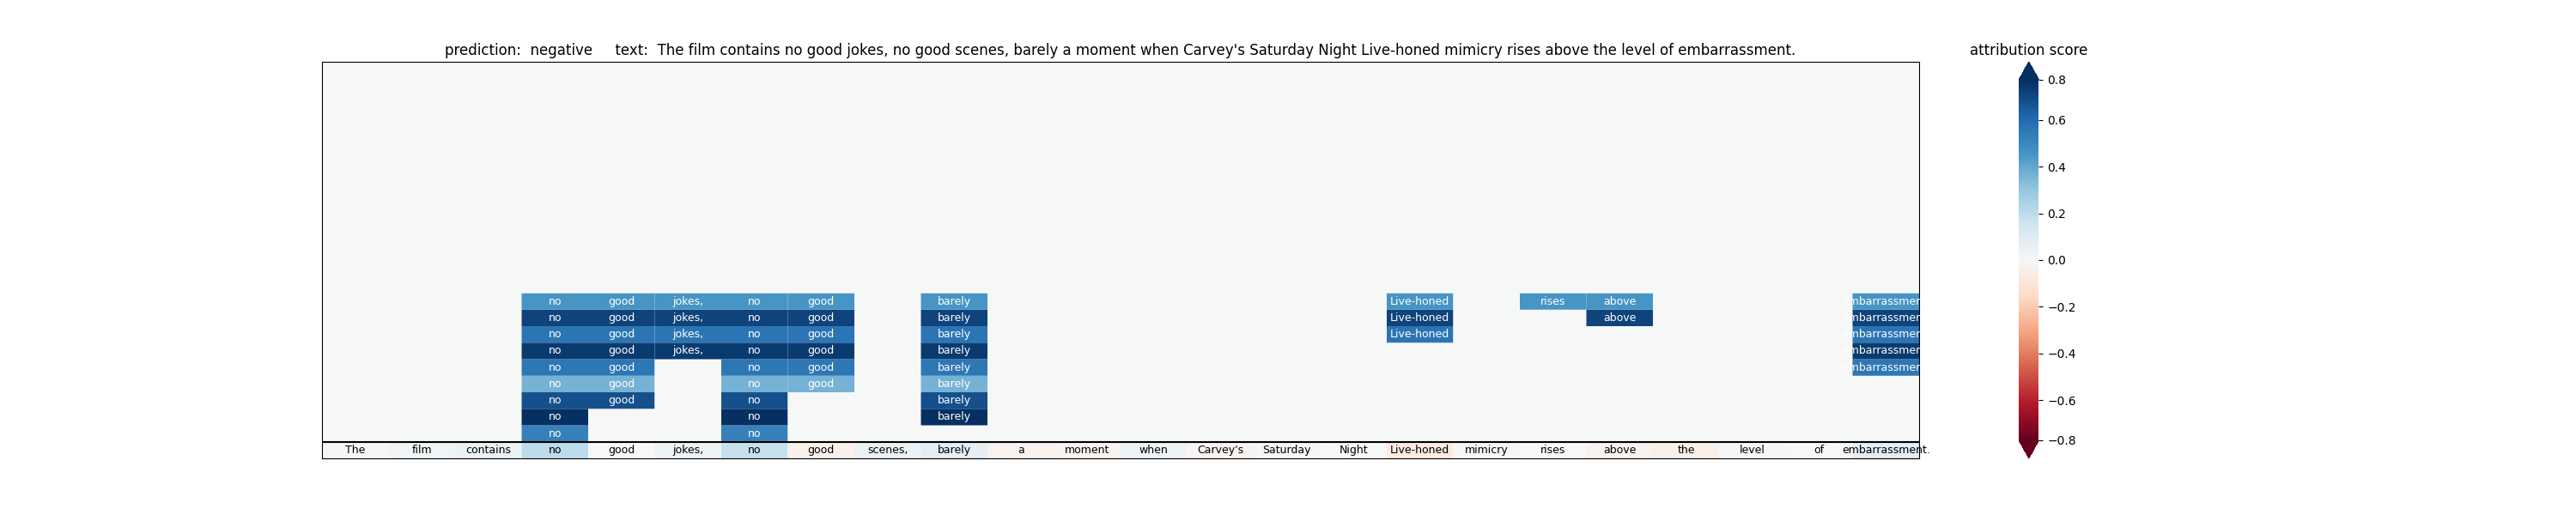 prediction: negative text: The film contains no good jokes, no good scenes, barely a moment when Carvey's Saturday Night Live-honed mimicry rises above the level of embarrassment.
attribution score
0.8
0.6
0.4
0.2
0.0
−0.2
−0.4
−0.6
−0.8
no good jokes, no good barely Live-honed rises above embarrassment
no good jokes, no good barely Live-honed above embarrassment
no good jokes, no good barely Live-honed embarrassment
no good jokes, no good barely embarrassment
no good no good barely embarrassment
no good no good barely
no good no barely
no no barely
no no
The film contains no good jokes, no good scenes, barely a moment when Carvey's Saturday Night Live-honed mimicry rises above the level of embarrassment.